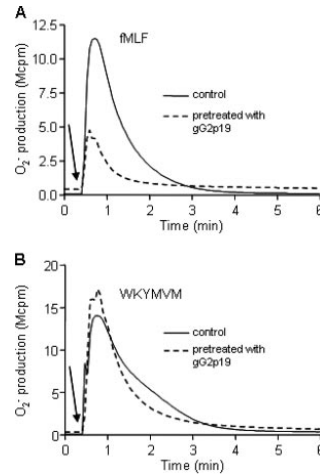 A
fMLF
12.5
10.0
7.5
5.0
2.5
0.0
O2- production (Mcpm)
control
pretreated with
gG2p19
0 1 2 3 4 5 6
Time (min)
B
WKYMVM
20
15
10
5
0
O2- production (Mcpm)
control
pretreated with
gG2p19
0 1 2 3 4 5 6
Time (min)